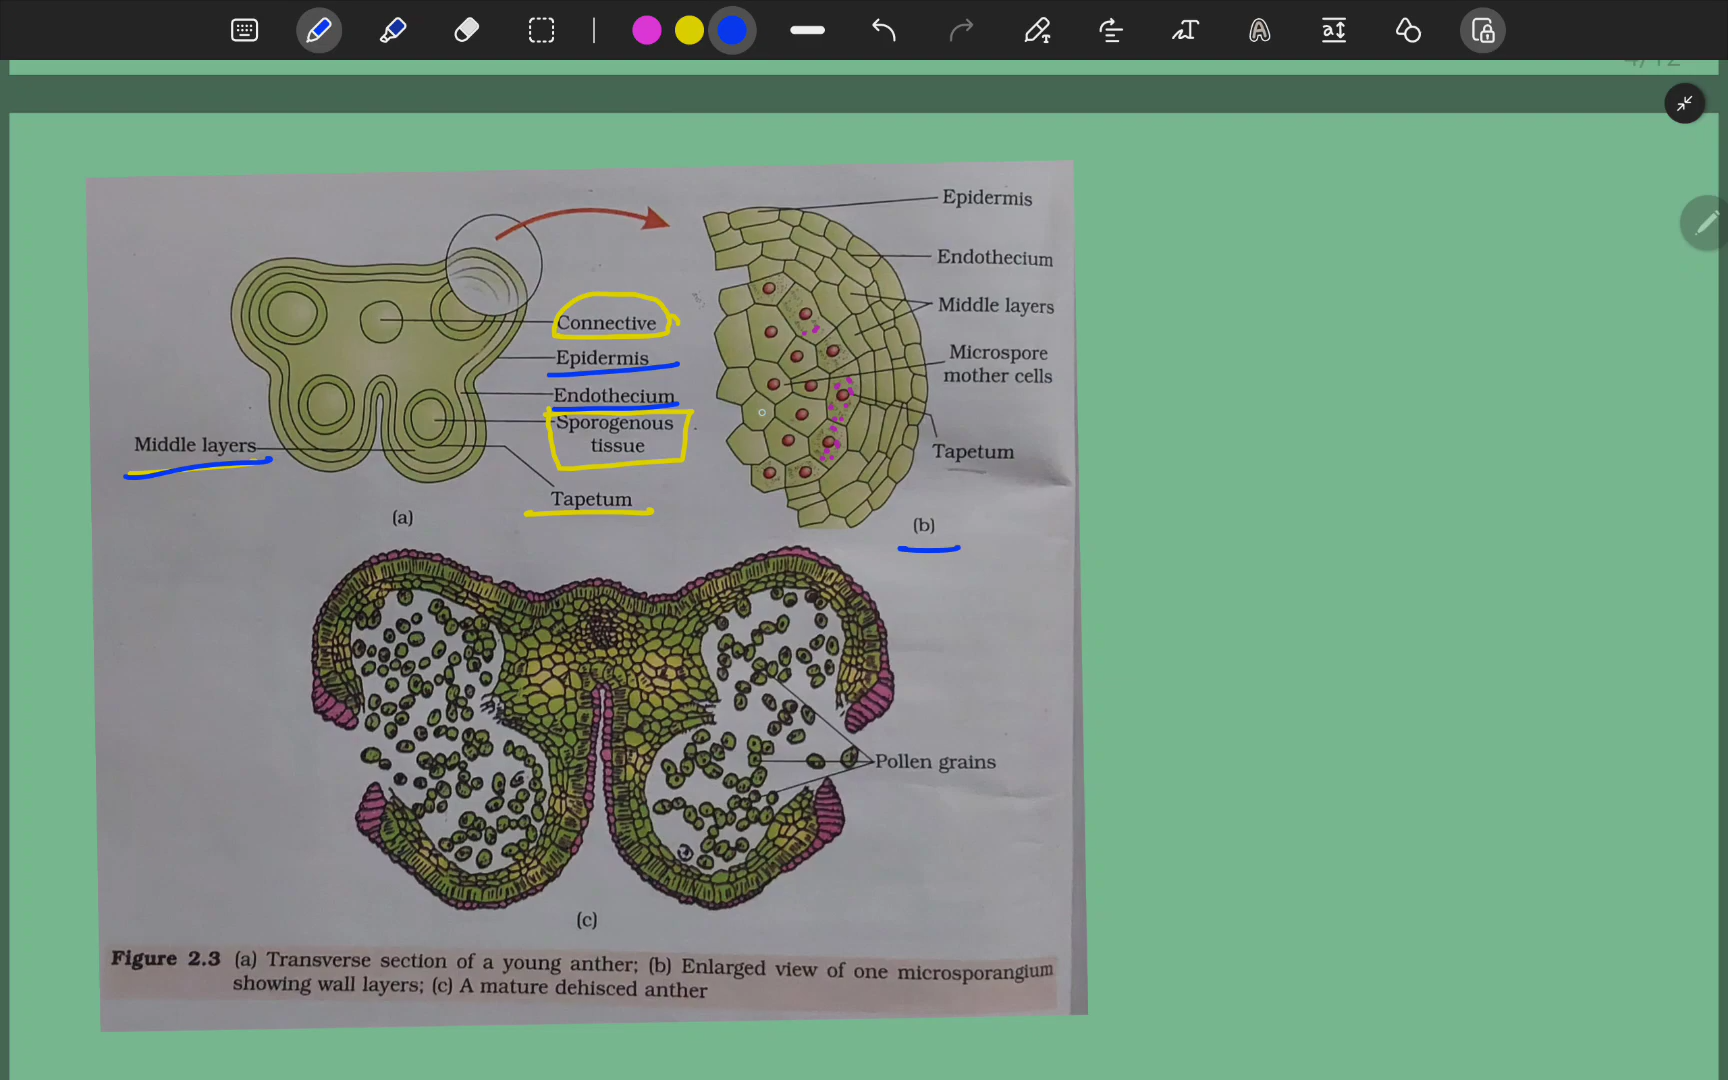 Epidermis
Endothecium
Middle layers
Microspore
mother cells
Tapetum
(b)
Connective
Epidermis
Endothecium
Sporogenous
tissue
Middle layers
Tapetum
(a)
Pollen grains
(c)
Figure 2.3 (a) Transverse section of a young anther; (b) Enlarged view of one microsporangium
showing wall layers; (c) A mature dehisced anther